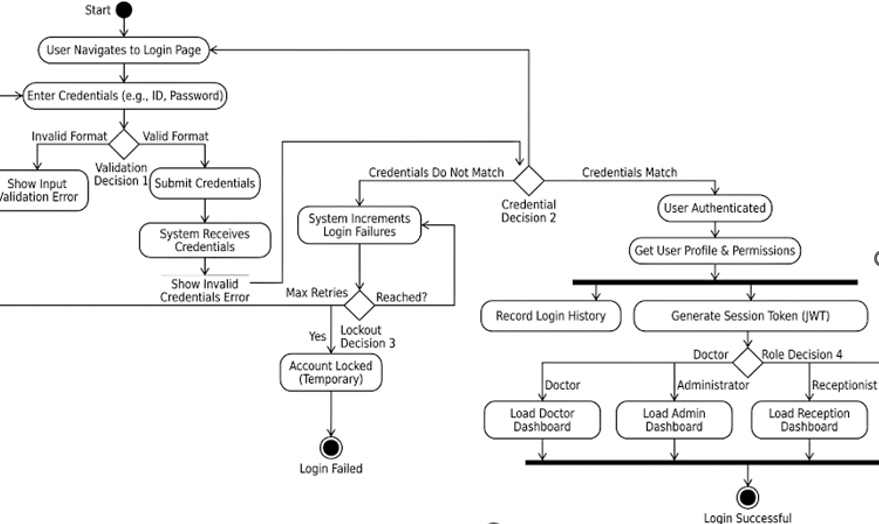 Start
User Navigates to Login Page
Enter Credentials (e.g., ID, Password)
Invalid Format
Valid Format
Validation
Decision 1
Show Input
Validation Error
Submit Credentials
System Receives
Credentials
Show Invalid
Credentials Error
Credentials Do Not Match
Credentials Match
Credential
Decision 2
System Increments
Login Failures
Max Retries
Reached?
Lockout
Decision 3
Yes
Account Locked
(Temporary)
Login Failed
User Authenticated
Get User Profile & Permissions
Record Login History
Generate Session Token (JWT)
Doctor
Role Decision 4
Doctor
Administrator
Receptionist
Load Doctor
Dashboard
Load Admin
Dashboard
Load Reception
Dashboard
Login Successful